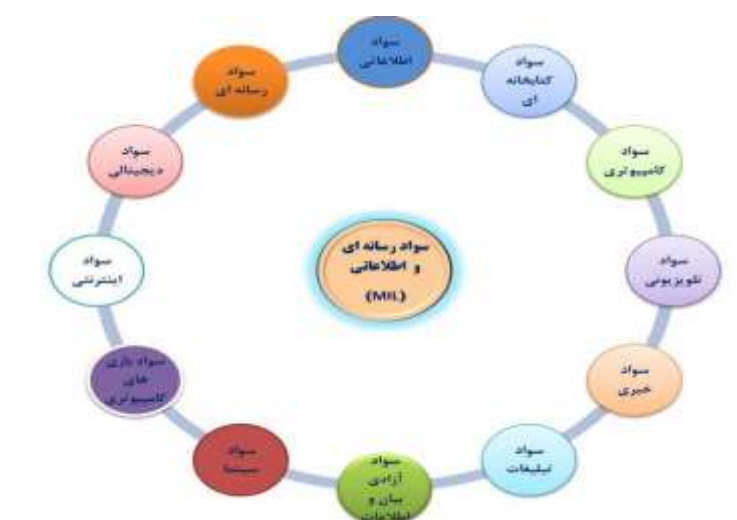 سواد
اطلاعاتی
سواد
کتابخانه
ای
سواد
کامپیوتری
سواد
تلویزیونی
سواد
خبری
سواد
تبلیغات
سواد
آزادی
بیان و
اطلاعات
سواد
سینما
سواد بازی
های
کامپیوتری
سواد
اینترنتی
سواد
دیجیتالی
سواد
رسانه ای
سواد رسانه ای
و اطلاعاتی
(MIL)